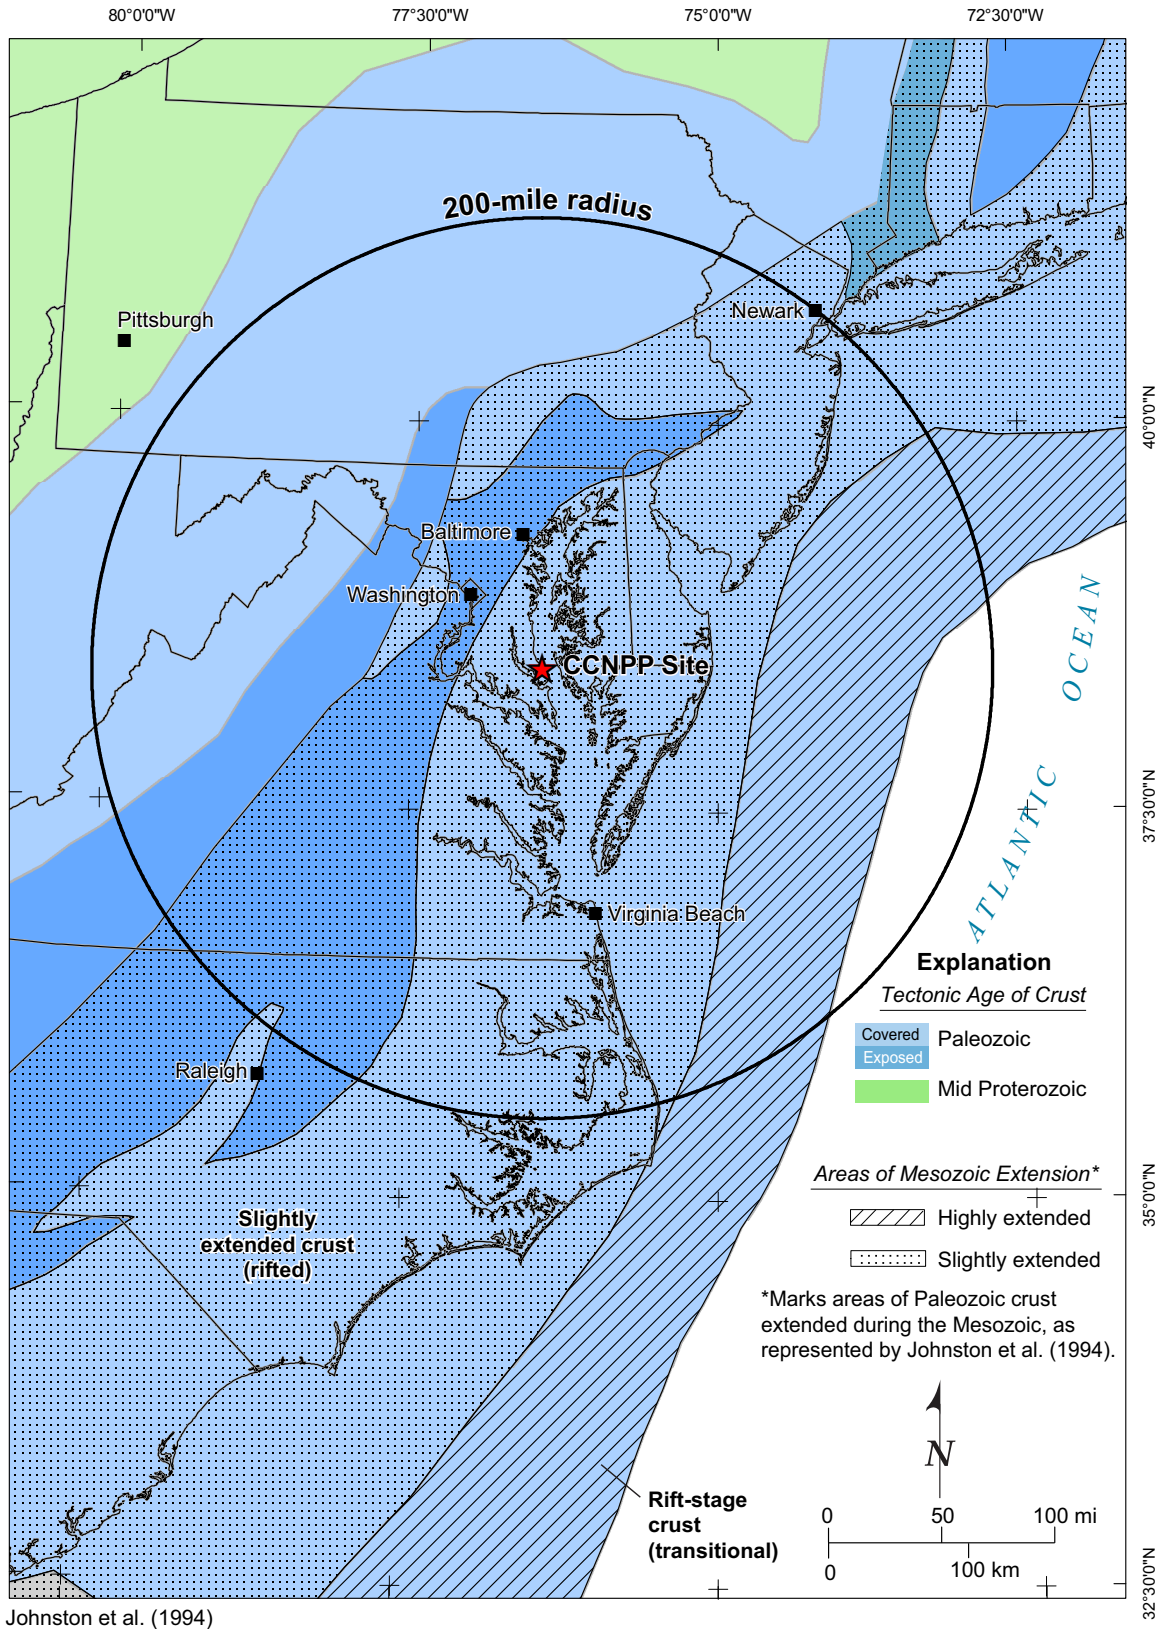 80°0'0"W
77°30'0"W
75°0'0"W
72°30'0"W
200-mile radius
Pittsburgh
Newark
40°0'0"N
Baltimore
Washington
CCNPP Site
ATLANTIC OCEAN
37°30'0"N
Virginia Beach
Raleigh
Explanation
Tectonic Age of Crust
Covered
Exposed
Paleozoic
Mid Proterozoic
Areas of Mesozoic Extension*
Highly extended
Slightly extended
*Marks areas of Paleozoic crust
extended during the Mesozoic, as
represented by Johnston et al. (1994).
35°0'0"N
Slightly
extended crust
(rifted)
N
Rift-stage
crust
(transitional)
0 50 100 mi
0 100 km
32°30'0"N
Johnston et al. (1994)